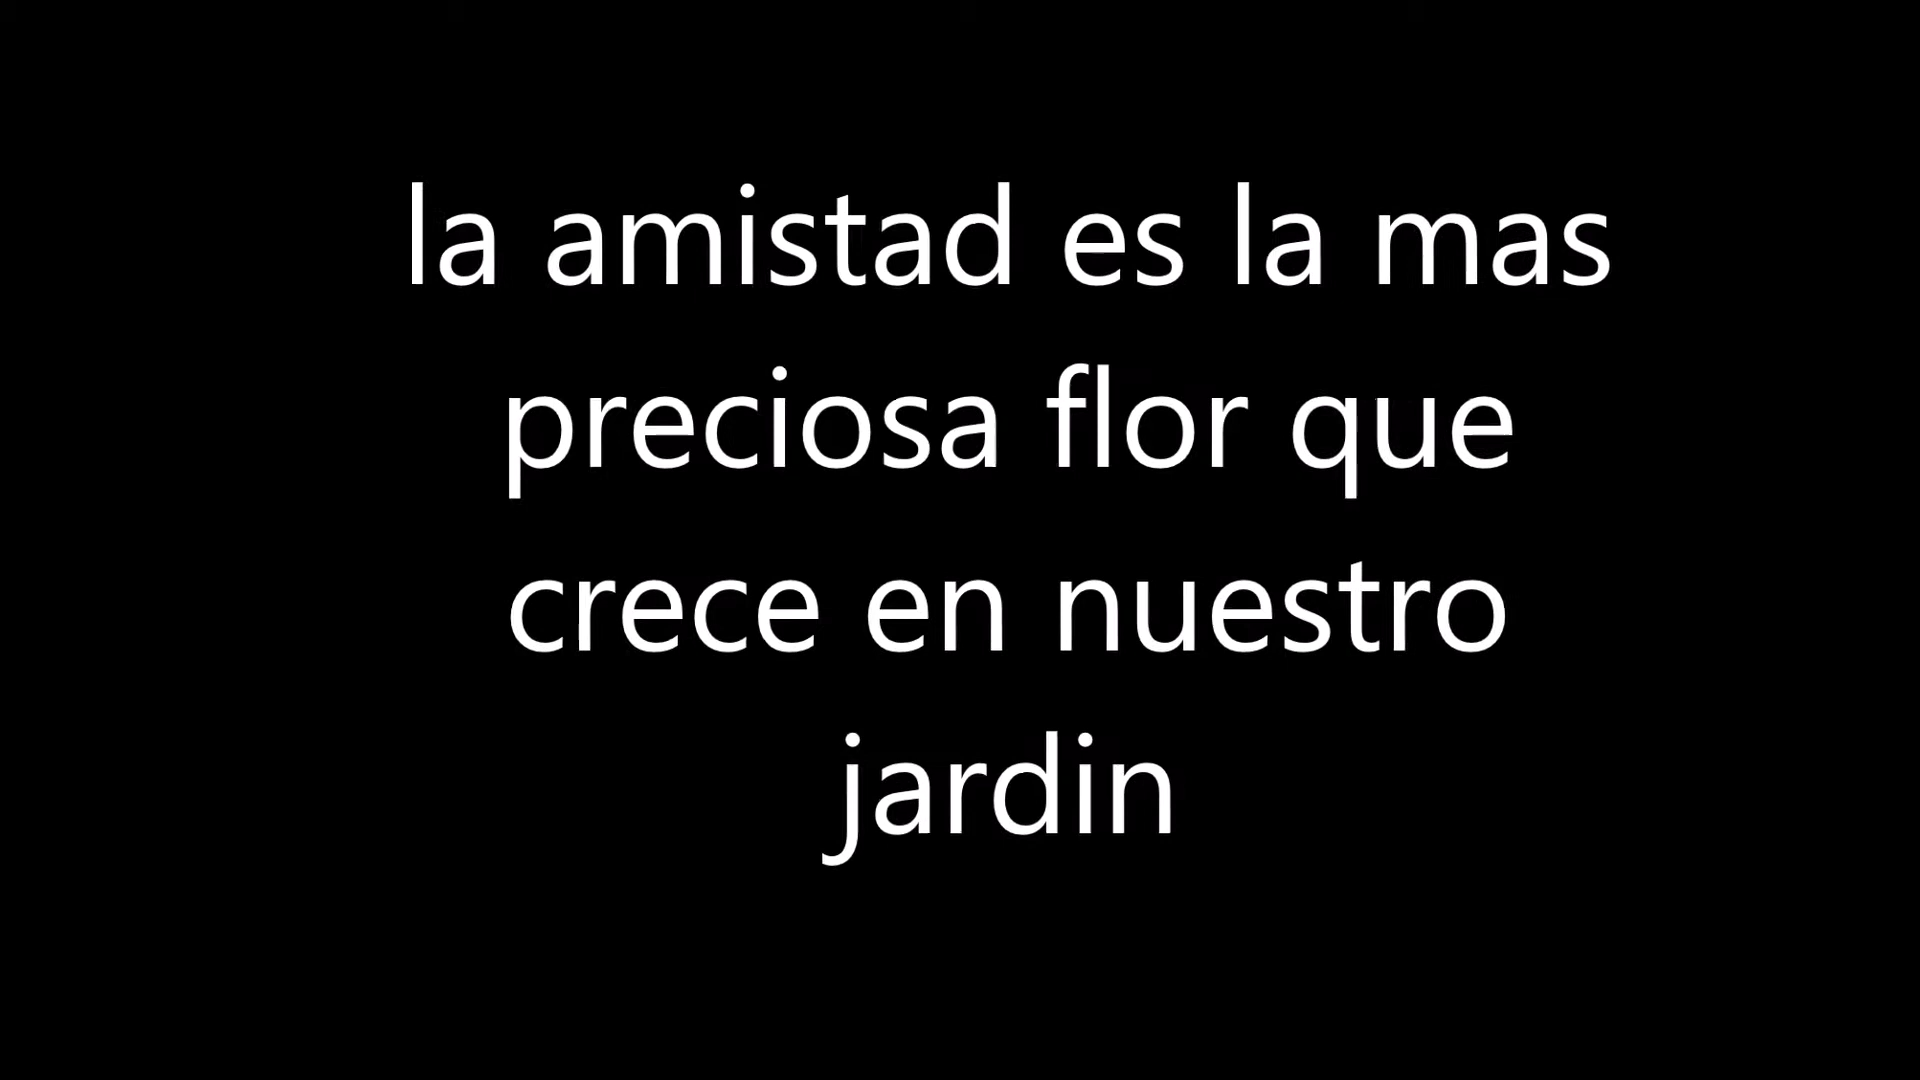 la amistad es la mas
preciosa flor que
crece en nuestro
jardin